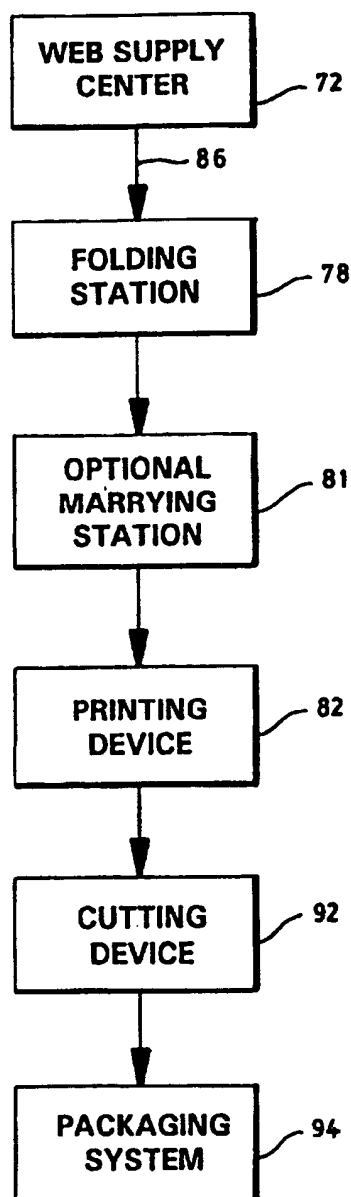 WEB SUPPLY
CENTER
72
86
FOLDING
STATION
78
OPTIONAL
MARRYING
STATION
81
PRINTING
DEVICE
82
CUTTING
DEVICE
92
PACKAGING
SYSTEM
94